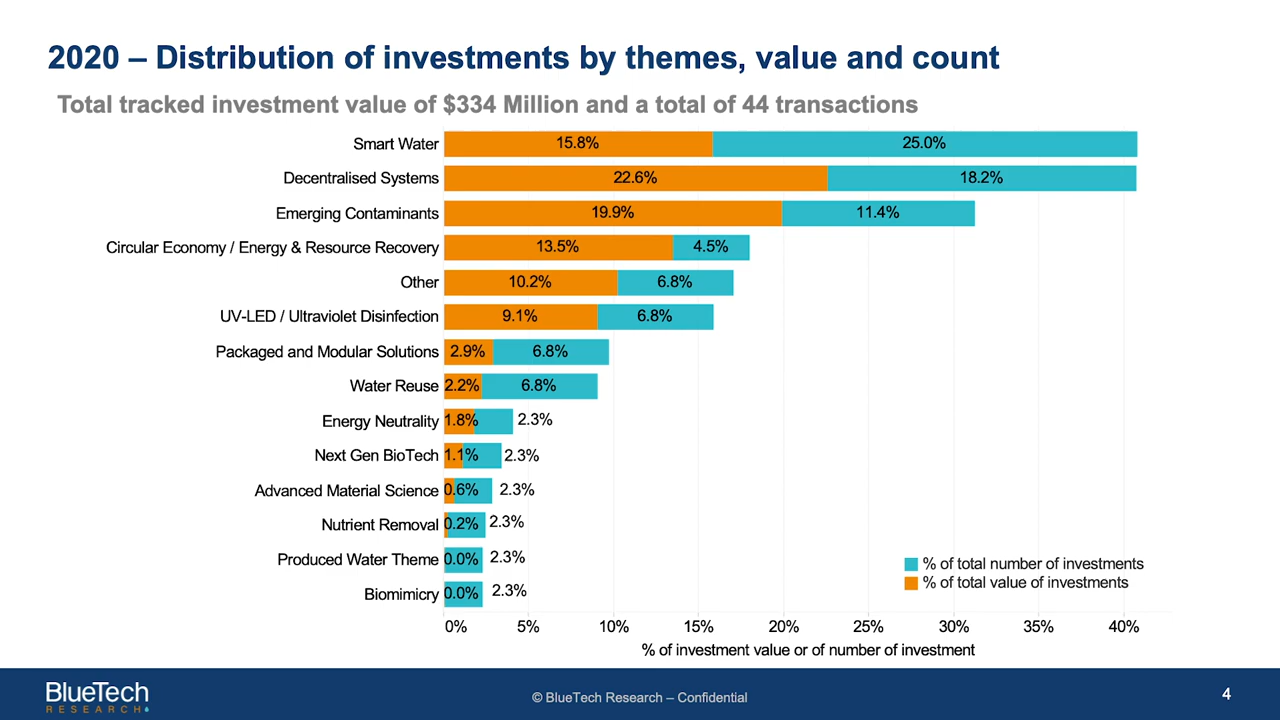 2020 – Distribution of investments by themes, value and count
Total tracked investment value of $334 Million and a total of 44 transactions
Smart Water 15.8% 25.0%
Decentralised Systems 22.6% 18.2%
Emerging Contaminants 19.9% 11.4%
Circular Economy / Energy & Resource Recovery 13.5% 4.5%
Other 10.2% 6.8%
UV-LED / Ultraviolet Disinfection 9.1% 6.8%
Packaged and Modular Solutions 2.9% 6.8%
Water Reuse 2.2% 6.8%
Energy Neutrality 1.8% 2.3%
Next Gen BioTech 1.1% 2.3%
Advanced Material Science 0.6% 2.3%
Nutrient Removal 0.2% 2.3%
Produced Water Theme 0.0% 2.3%
Biomimicry 0.0% 2.3%
% of total number of investments
% of total value of investments
0% 5% 10% 15% 20% 25% 30% 35% 40%
% of investment value or of number of investment
BlueTech
RESEARCH
© BlueTech Research – Confidential
4